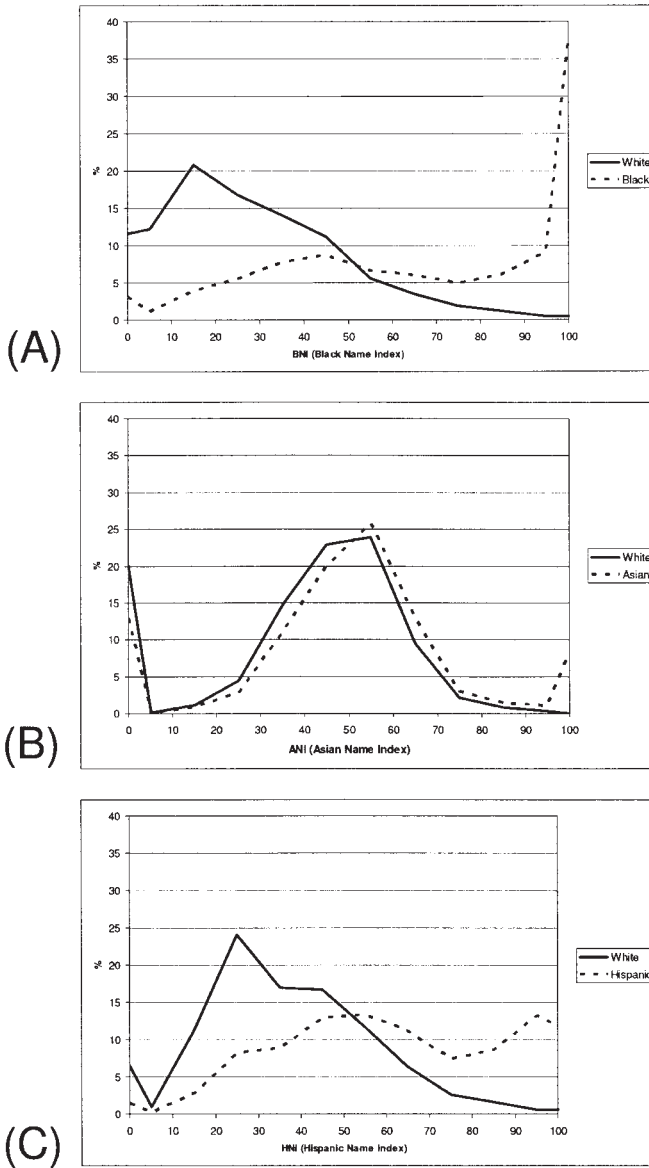 40
35
30
25
20
15
10
5
0
%
0 10 20 30 40 50 60 70 80 90 100
BNI (Black Name Index)
White
Black
(A)
40
35
30
25
20
15
10
5
0
%
0 10 20 30 40 50 60 70 80 90 100
ANI (Asian Name Index)
White
Asian
(B)
40
35
30
25
20
15
10
5
0
%
0 10 20 30 40 50 60 70 80 90 100
HNI (Hispanic Name Index)
White
Hispanic
(C)